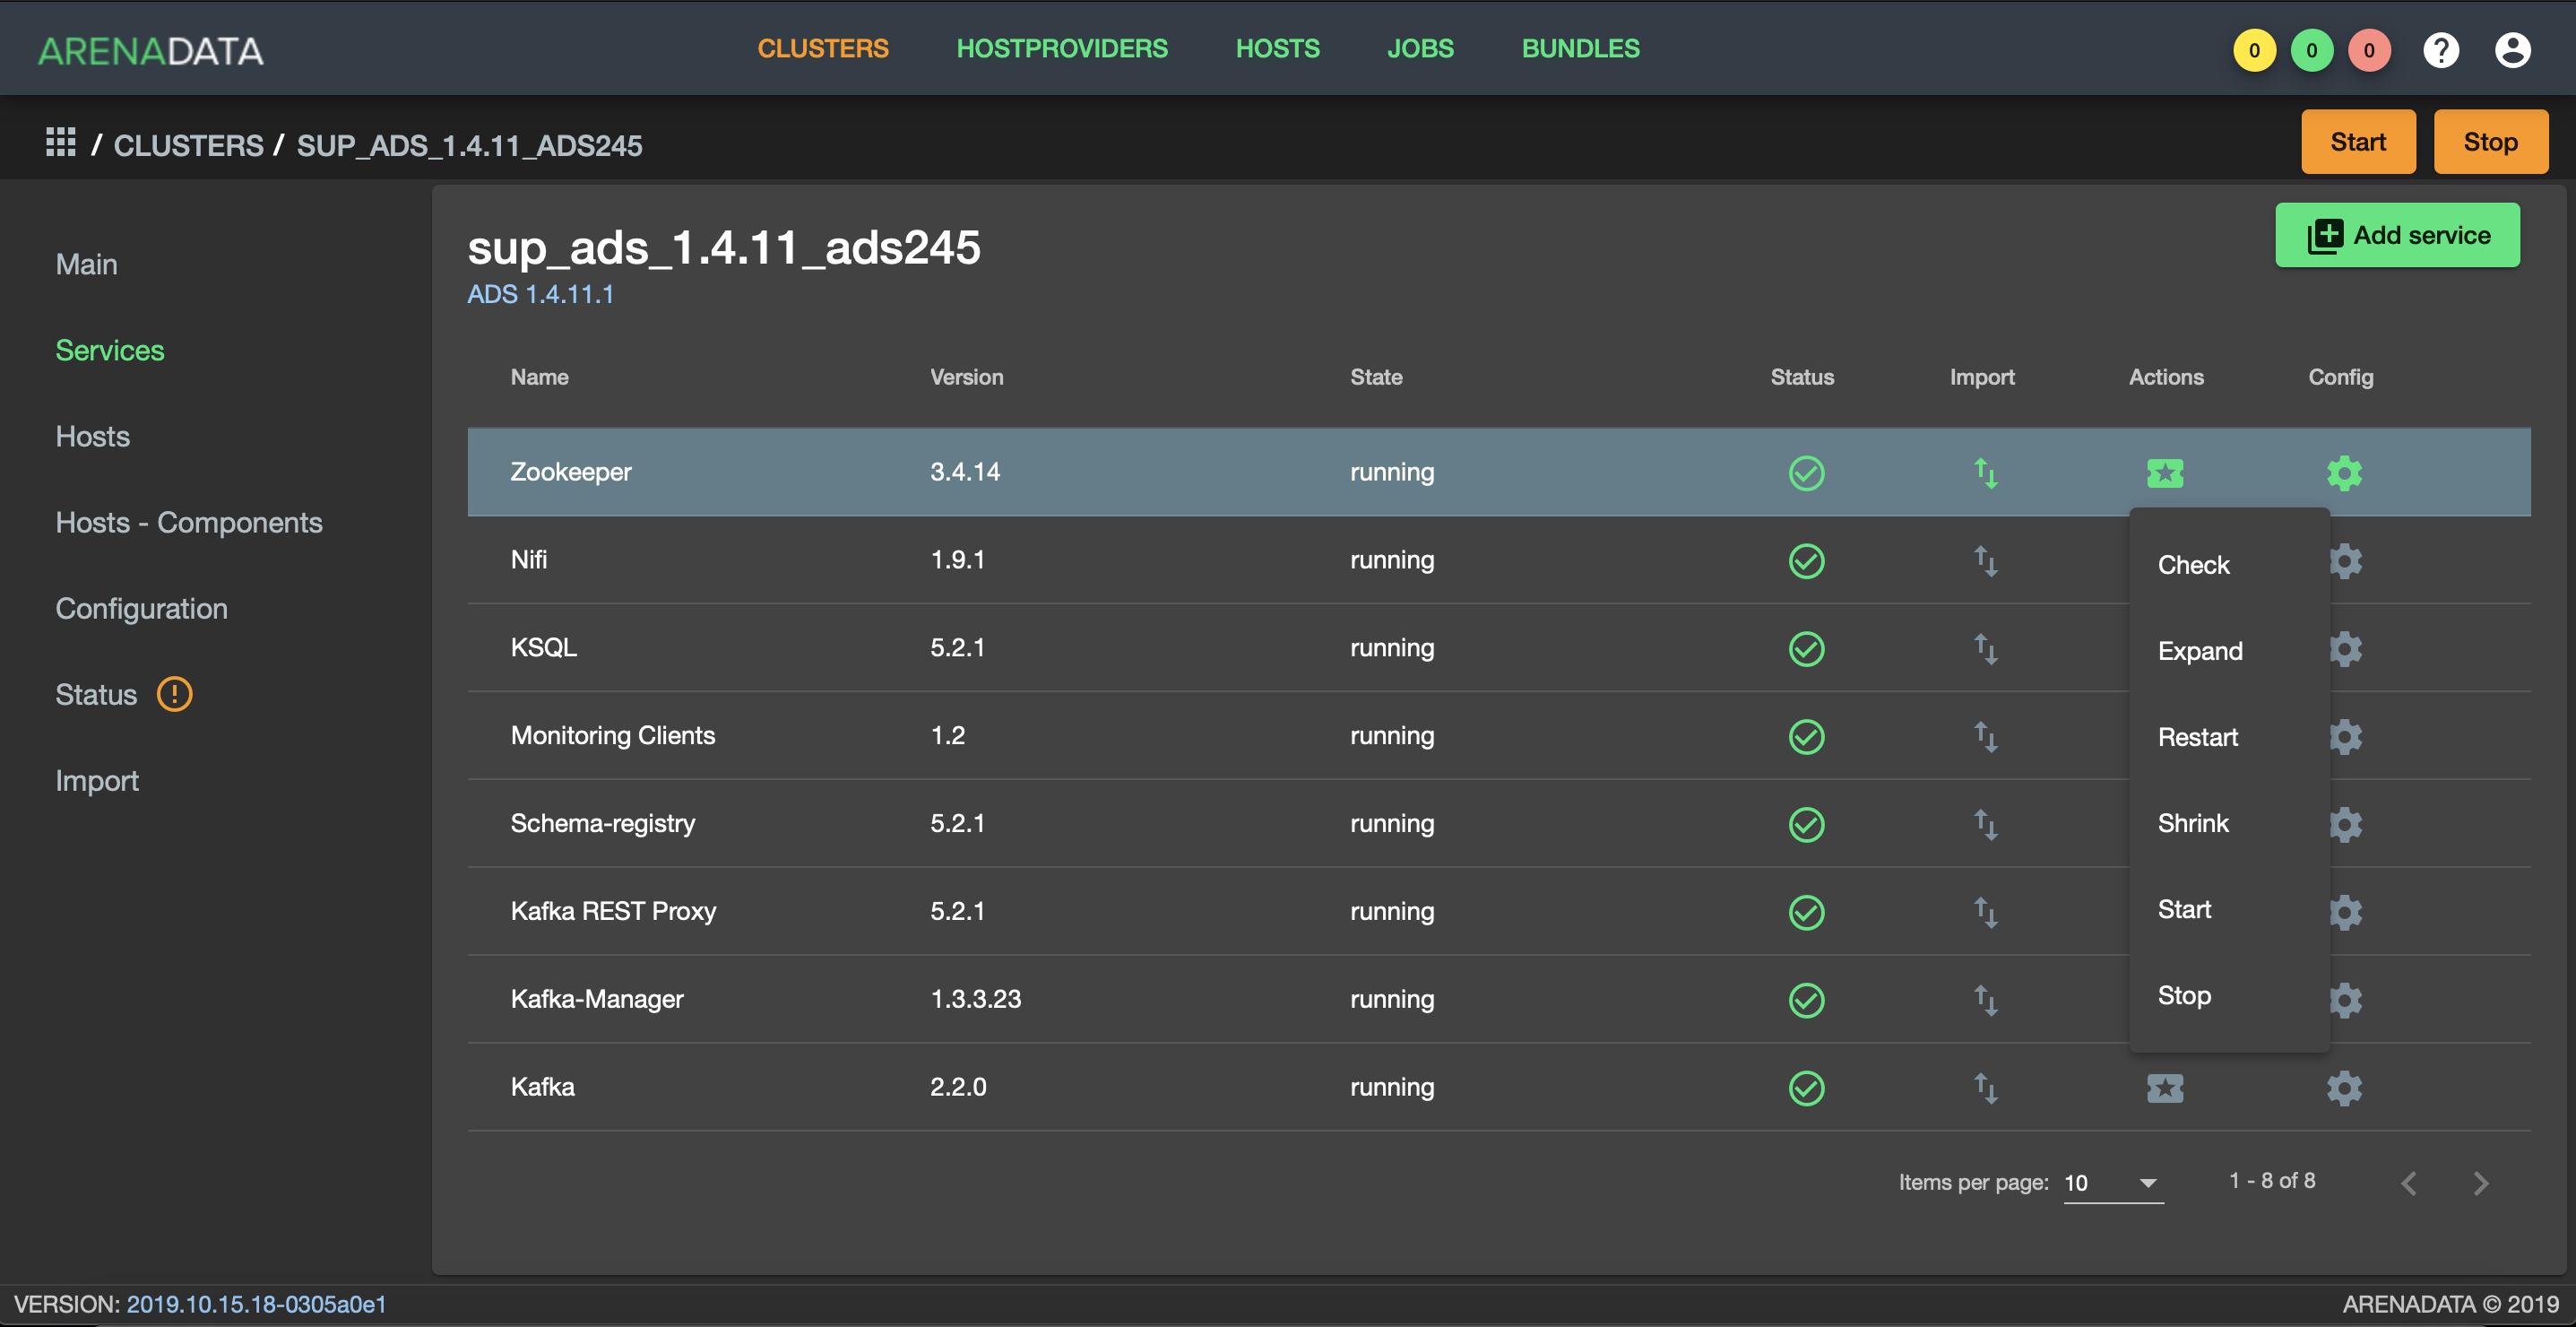 ARENADATA
CLUSTERS HOSTPROVIDERS HOSTS JOBS BUNDLES
0 0 0 ?
/ CLUSTERS / SUP_ADS_1.4.11_ADS245
Start Stop
Main
Services
Hosts
Hosts - Components
Configuration
Status
Import
sup_ads_1.4.11_ads245
ADS 1.4.11.1
Add service
Name Version State Status Import Actions Config
Zookeeper 3.4.14 running
Nifi 1.9.1 running
KSQL 5.2.1 running
Monitoring Clients 1.2 running
Schema-registry 5.2.1 running
Kafka REST Proxy 5.2.1 running
Kafka-Manager 1.3.3.23 running
Kafka 2.2.0 running
Check
Expand
Restart
Shrink
Start
Stop
Items per page: 10 1 - 8 of 8
VERSION: 2019.10.15.18-0305a0e1
ARENADATA © 2019